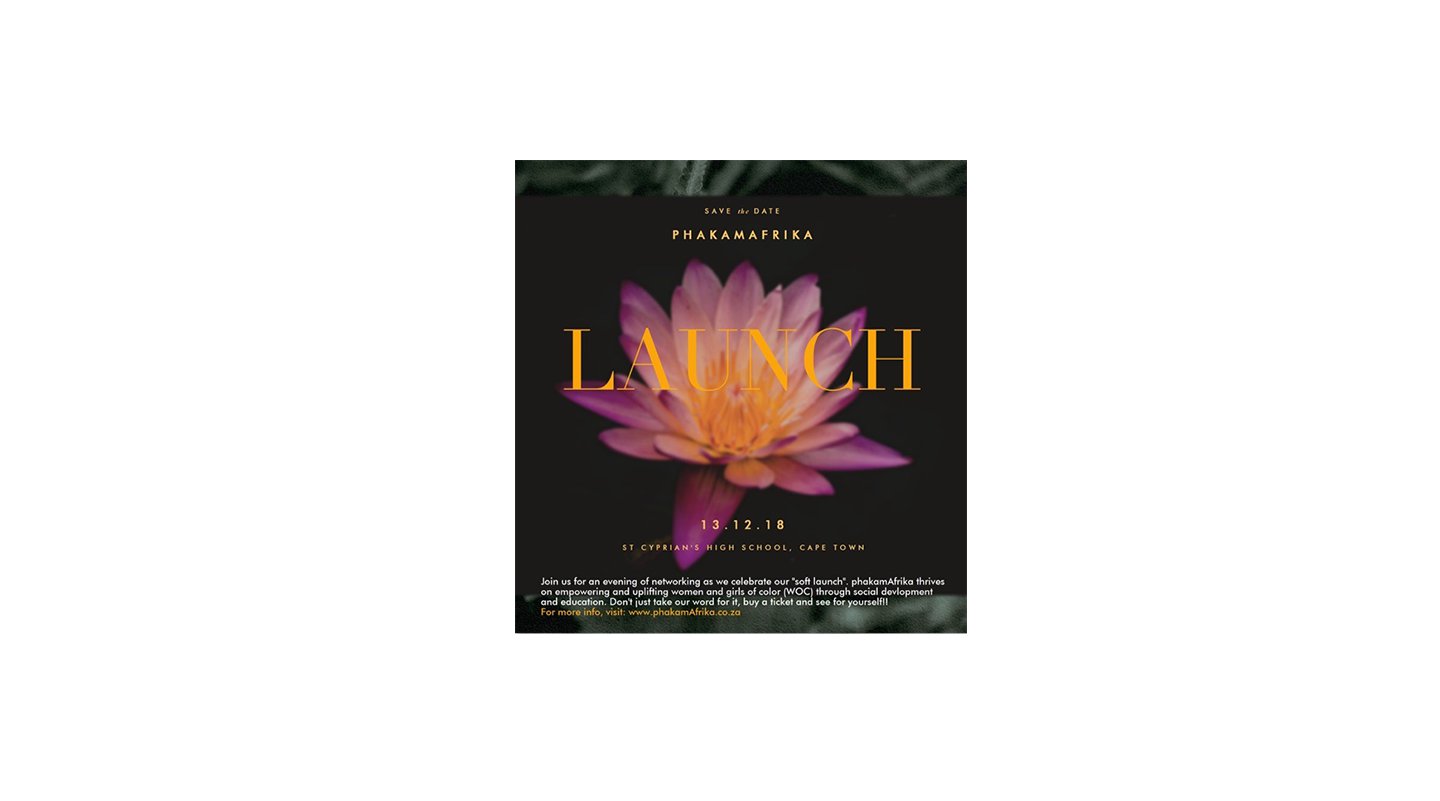 SAVE the DATE
PHAKAMAFRIKA
LAUNCH
13.12.18
ST CYPRIAN'S HIGH SCHOOL, CAPE TOWN
Join us for an evening of networking as we celebrate our "soft launch". phakamAfrika thrives
on empowering and uplifting women and girls of color (WOC) through social devlopment
and education. Don't just take our word for it, buy a ticket and see for yourself!!
For more info, visit: www.phakamAfrika.co.za